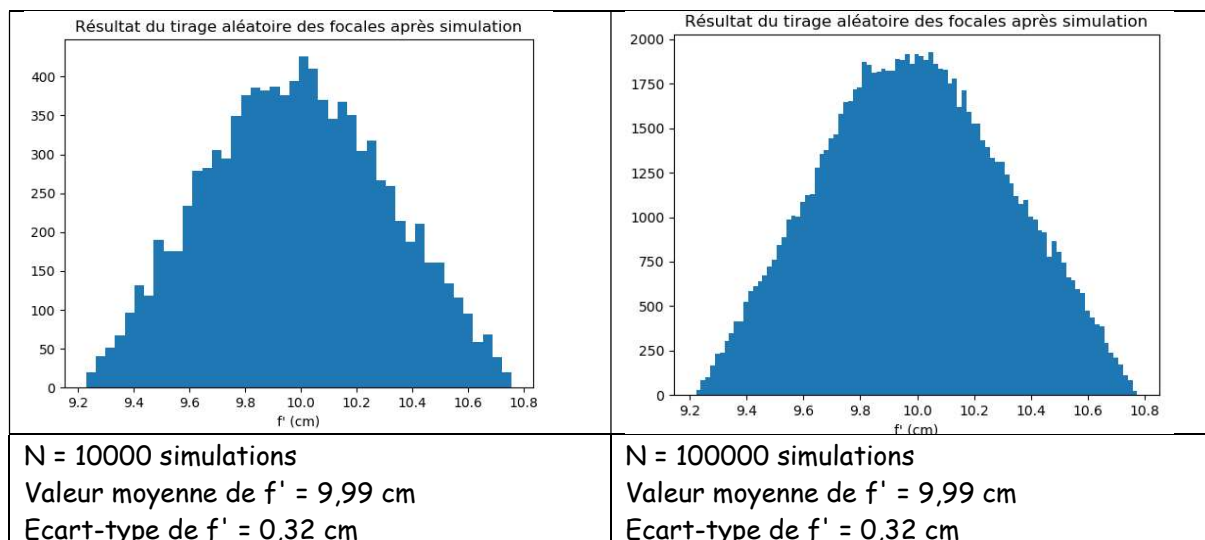 Résultat du tirage aléatoire des focales après simulation
400
350
300
250
200
150
100
50
0
9.2 9.4 9.6 9.8 10.0 10.2 10.4 10.6 10.8
f' (cm)
N = 10000 simulations
Valeur moyenne de f' = 9,99 cm
Ecart-type de f' = 0,32 cm
Résultat du tirage aléatoire des focales après simulation
2000
1750
1500
1250
1000
750
500
250
0
9.2 9.4 9.6 9.8 10.0 10.2 10.4 10.6 10.8
f' (cm)
N = 100000 simulations
Valeur moyenne de f' = 9,99 cm
Ecart-type de f' = 0,32 cm